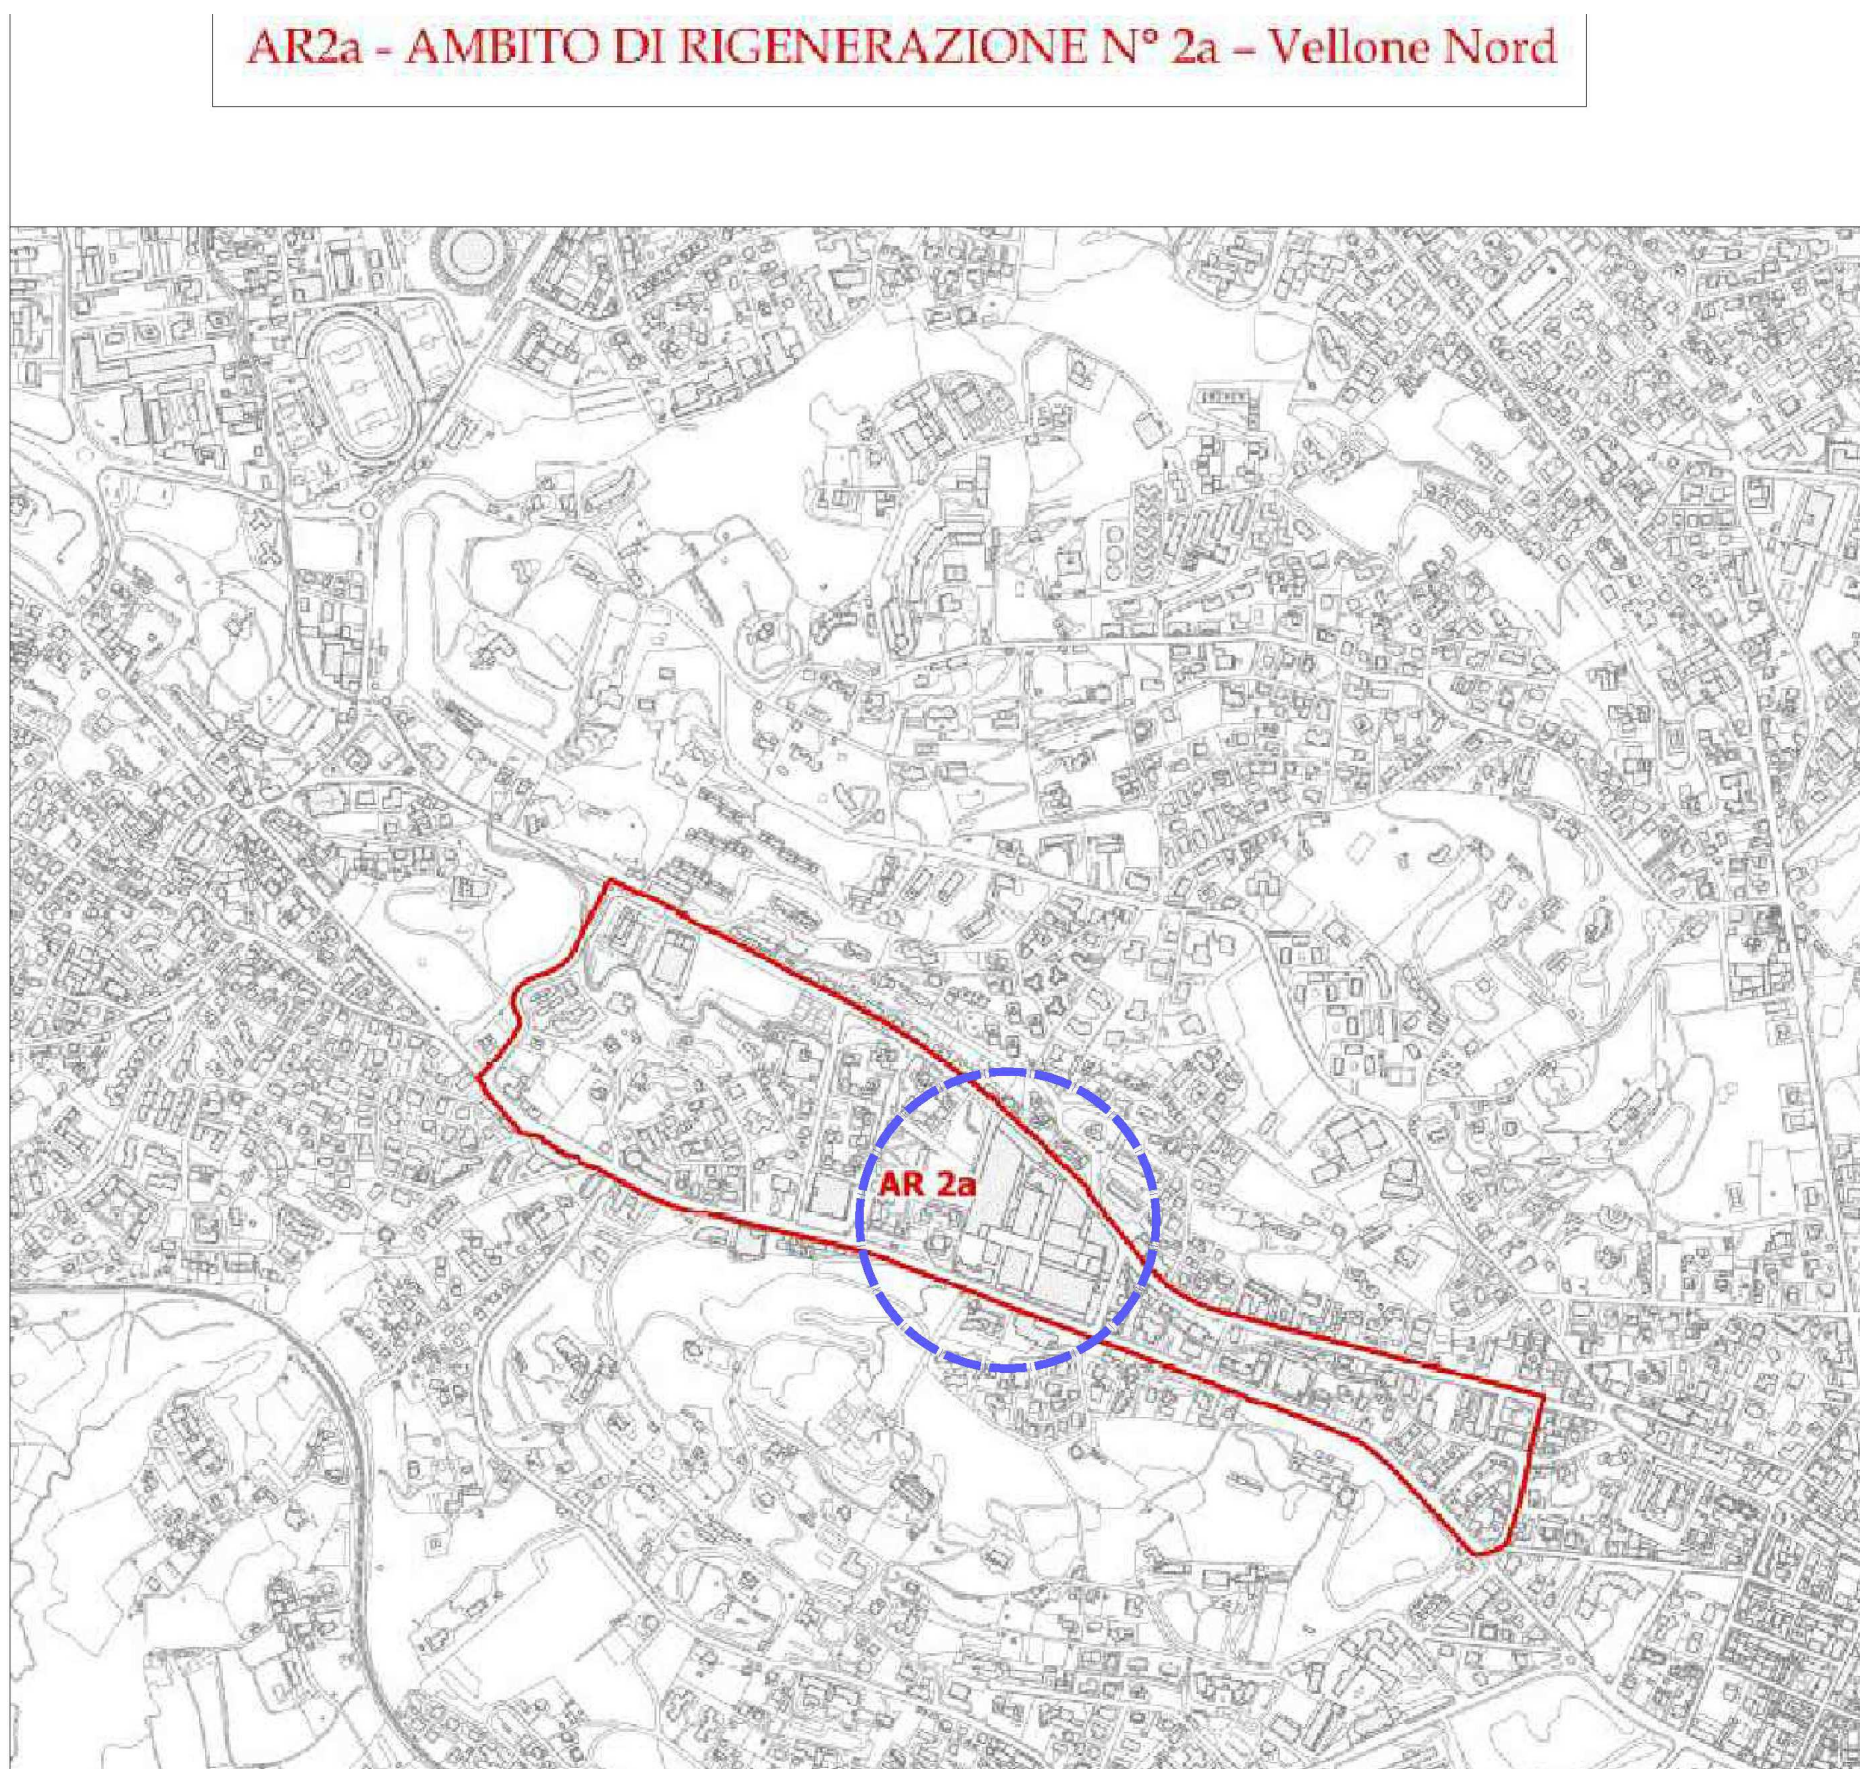 AR2a - AMBITO DI RIGENERAZIONE N° 2a – Vellone Nord
AR 2a